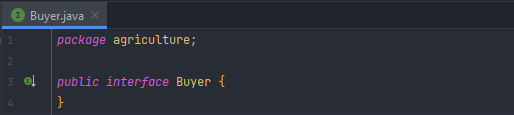 Buyer.java
1 package agriculture;
2
3 public interface Buyer {
4 }